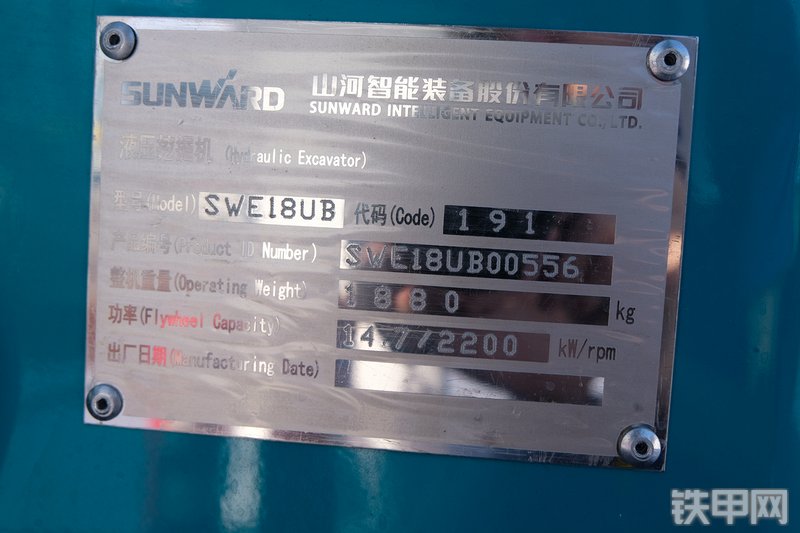 SUNWARD 山河智能装备股份有限公司
SUNWARD INTELLIGENT EQUIPMENT CO., LTD.
液压挖掘机 (Hydraulic Excavator)
型号(Model) SWE18UB 代码(Code) 191
产品编号(Product ID Number) SWE18UB00556
整机重量(Operating Weight) 1880 kg
功率(Flywheel Capacity) 14.7/2200 kW/rpm
出厂日期(Manufacturing Date)
铁甲网